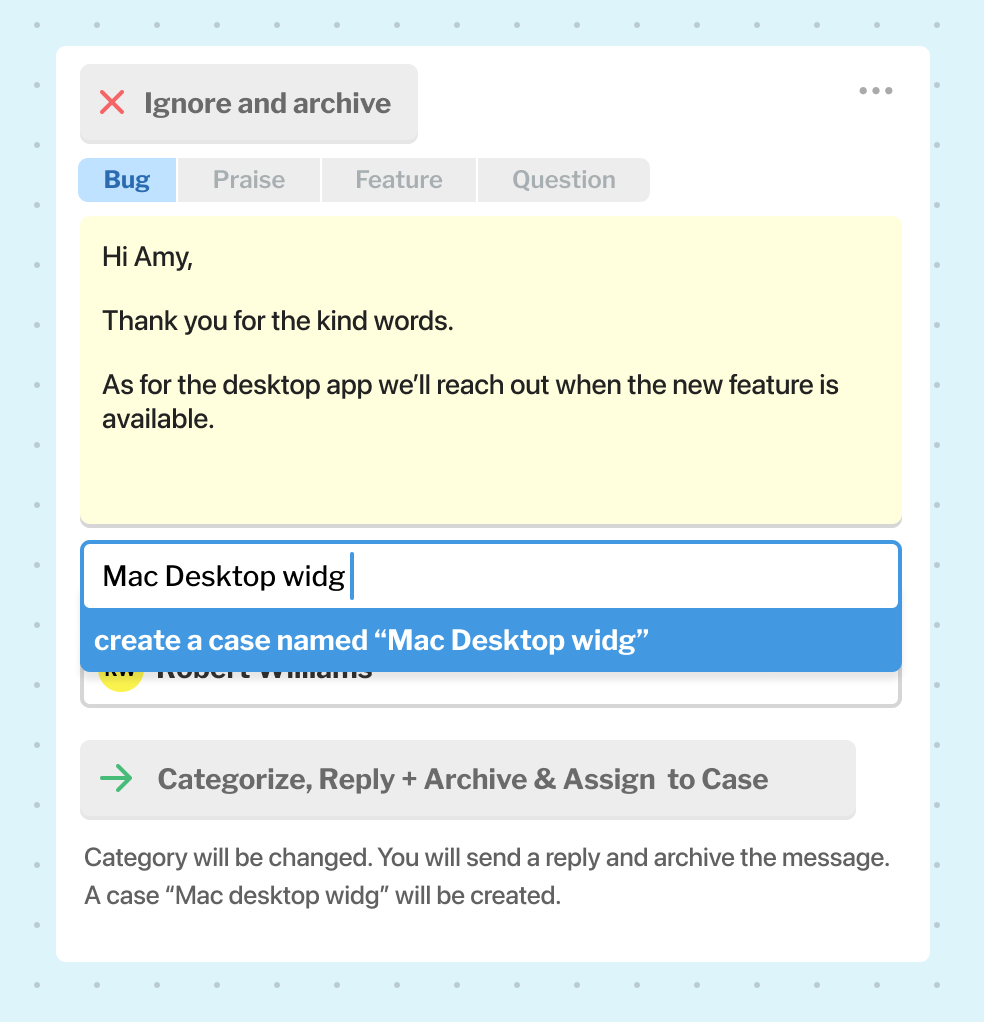 Ignore and archive
Bug Praise Feature Question
Hi Amy,
Thank you for the kind words.
As for the desktop app we’ll reach out when the new feature is
available.
Mac Desktop widg
create a case named “Mac Desktop widg”
RW Robert Williams
Categorize, Reply + Archive & Assign to Case
Category will be changed. You will send a reply and archive the message.
A case “Mac desktop widg” will be created.